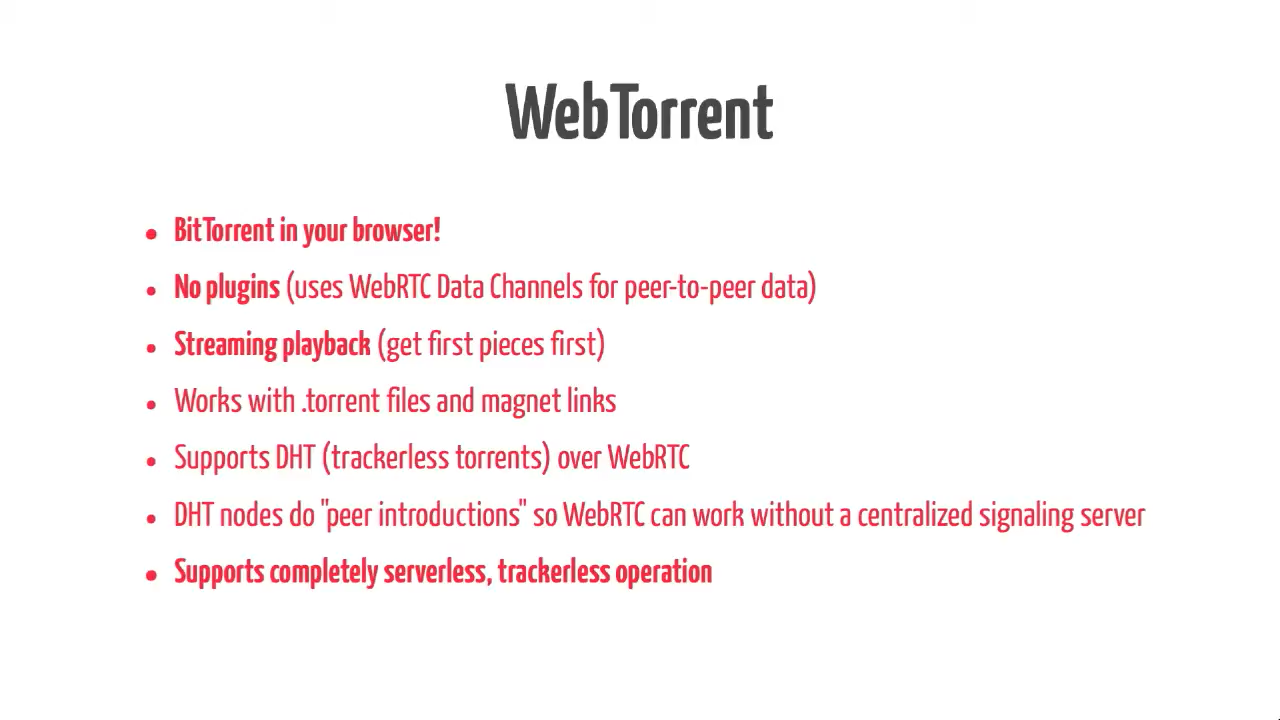 WebTorrent
• BitTorrent in your browser!
• No plugins (uses WebRTC Data Channels for peer-to-peer data)
• Streaming playback (get first pieces first)
• Works with .torrent files and magnet links
• Supports DHT (trackerless torrents) over WebRTC
• DHT nodes do "peer introductions" so WebRTC can work without a centralized signaling server
• Supports completely serverless, trackerless operation